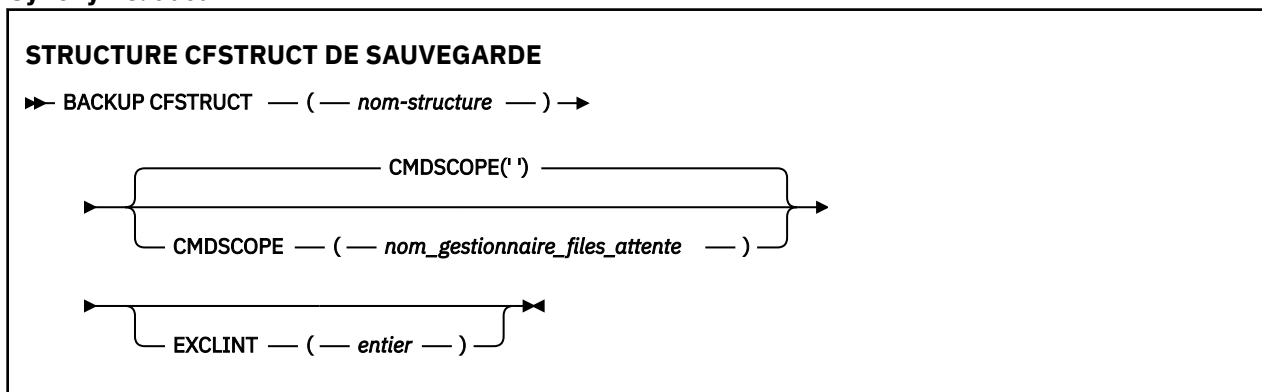 STRUCTURE CFSTRUCT DE SAUVEGARDE
BACKUP CFSTRUCT ( nom-structure )
CMDSCOPE(' ')
CMDSCOPE ( nom_gestionnaire_files_attente )
EXCLINT ( entier )